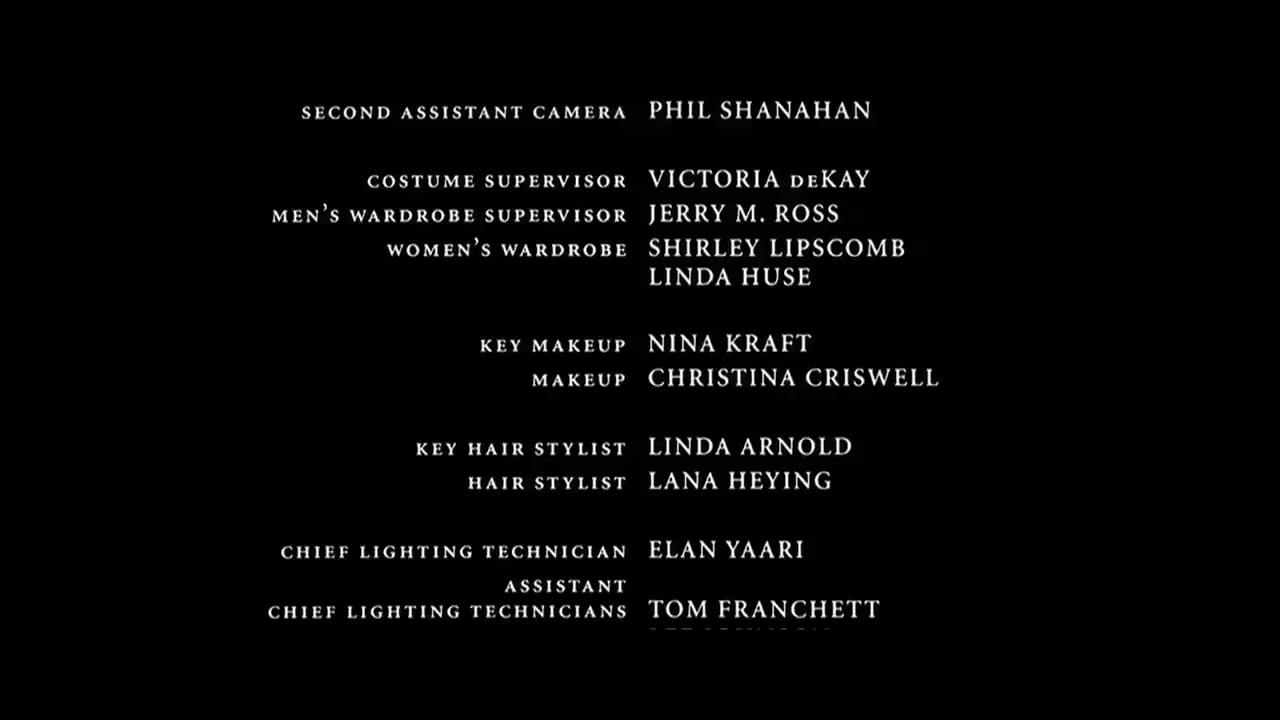 SECOND ASSISTANT CAMERA PHIL SHANAHAN
COSTUME SUPERVISOR VICTORIA DEKAY
MEN'S WARDROBE SUPERVISOR JERRY M. ROSS
WOMEN'S WARDROBE SHIRLEY LIPSCOMB
LINDA HUSE
KEY MAKEUP NINA KRAFT
MAKEUP CHRISTINA CRISWELL
KEY HAIR STYLIST LINDA ARNOLD
HAIR STYLIST LANA HEYING
CHIEF LIGHTING TECHNICIAN ELAN YAARI
ASSISTANT
CHIEF LIGHTING TECHNICIANS TOM FRANCHETT